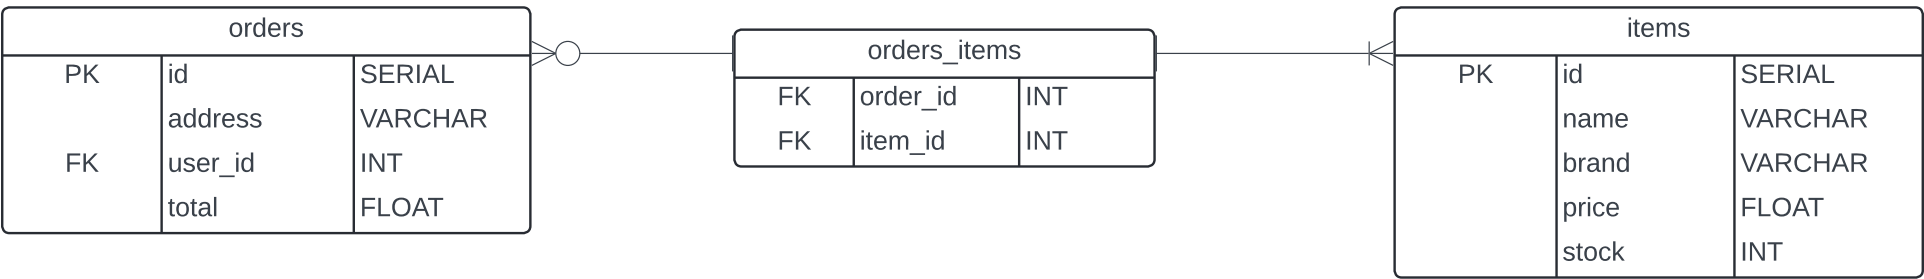 orders
PK id SERIAL
address VARCHAR
FK user_id INT
total FLOAT
orders_items
FK order_id INT
FK item_id INT
items
PK id SERIAL
name VARCHAR
brand VARCHAR
price FLOAT
stock INT